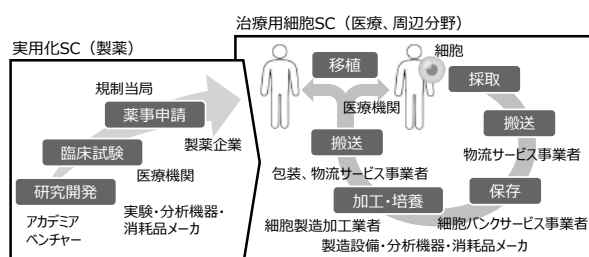 実用化SC（製薬）
規制当局
薬事申請
製薬企業
臨床試験
医療機関
研究開発
アカデミア
ベンチャー
実験・分析機器・
消耗品メーカ
治療用細胞SC（医療、周辺分野）
細胞
移植
採取
医療機関
搬送
物流サービス事業者
搬送
包装、物流サービス事業者
保存
加工・培養
細胞バンクサービス事業者
細胞製造加工業者
製造設備・分析機器・消耗品メーカ